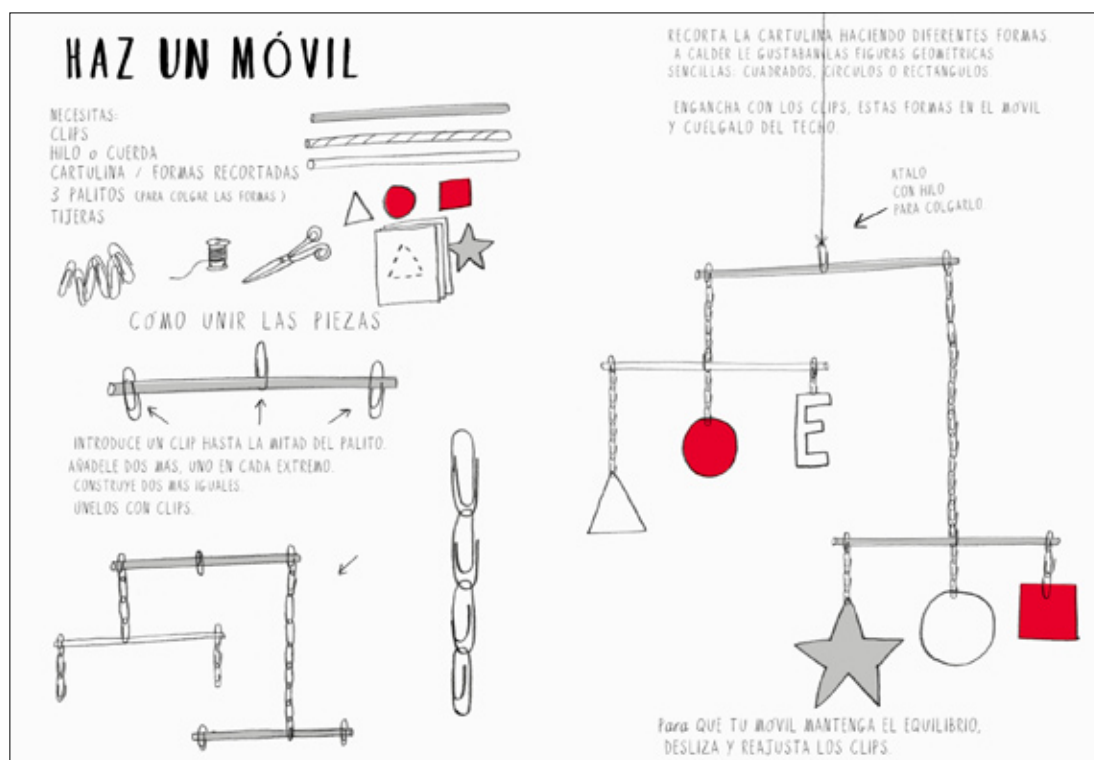 HAZ UN MÓVIL
NECESITAS:
CLIPS
HILO o CUERDA
CARTULINA / FORMAS RECORTADAS
3 PALITOS (PARA COLGAR LAS FORMAS)
TIJERAS
CÓMO UNIR LAS PIEZAS
INTRODUCE UN CLIP HASTA LA MITAD DEL PALITO.
AÑADELE DOS MÁS, UNO EN CADA EXTREMO.
CONSTRUYE DOS MÁS IGUALES.
ÚNELOS CON CLIPS.
RECORTA LA CARTULINA HACIENDO DIFERENTES FORMAS.
A CALDER LE GUSTABAN LAS FIGURAS GEOMÉTRICAS
SENCILLAS: CUADRADOS, CÍRCULOS O RECTÁNGULOS.
ENGANCHA CON LOS CLIPS, ESTAS FORMAS EN EL MÓVIL
Y CUÉLGALO DEL TECHO.
ATALO
CON HILO
PARA COLGARLO.
E
Para QUE TU MÓVIL MANTENGA EL EQUILIBRIO,
DESLIZA Y REAJUSTA LOS CLIPS.